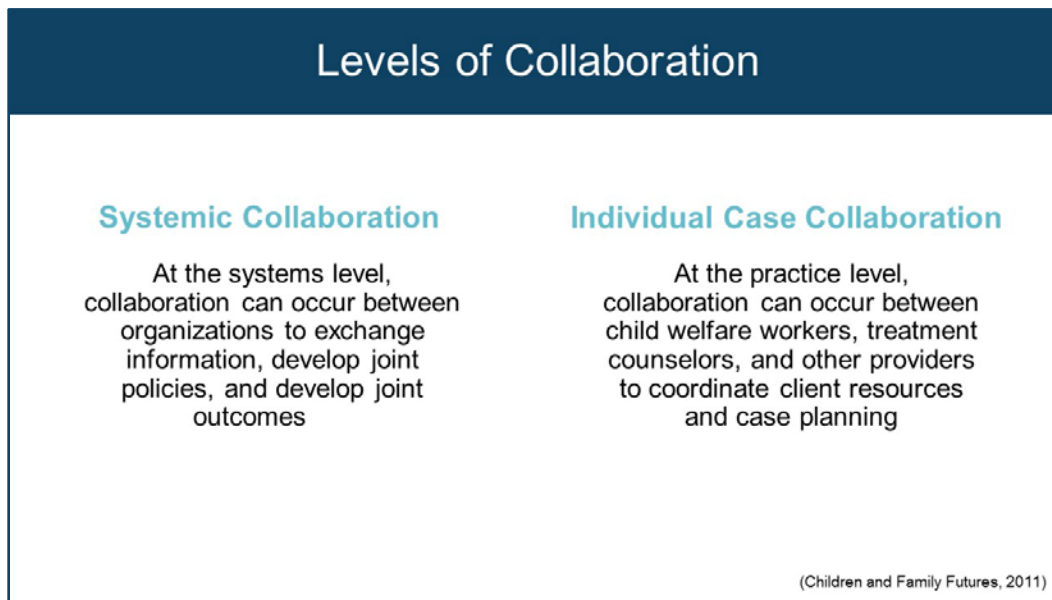 Levels of Collaboration
Systemic Collaboration
At the systems level,
collaboration can occur between
organizations to exchange
information, develop joint
policies, and develop joint
outcomes
Individual Case Collaboration
At the practice level,
collaboration can occur between
child welfare workers, treatment
counselors, and other providers
to coordinate client resources
and case planning
(Children and Family Futures, 2011)